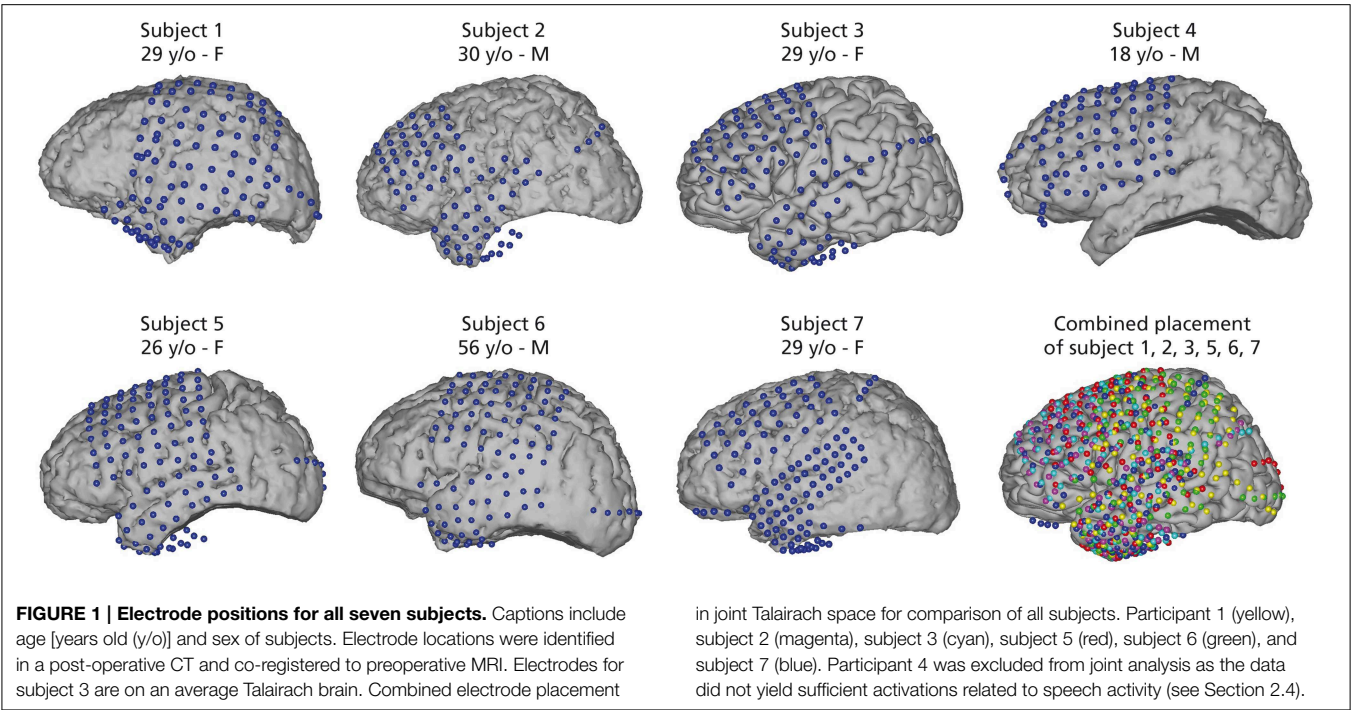 Subject 1
29 y/o - F
Subject 2
30 y/o - M
Subject 3
29 y/o - F
Subject 4
18 y/o - M
Subject 5
26 y/o - F
Subject 6
56 y/o - M
Subject 7
29 y/o - F
Combined placement
of subject 1, 2, 3, 5, 6, 7
FIGURE 1 | Electrode positions for all seven subjects. Captions include
age [years old (y/o)] and sex of subjects. Electrode locations were identified
in a post-operative CT and co-registered to preoperative MRI. Electrodes for
subject 3 are on an average Talairach brain. Combined electrode placement
in joint Talairach space for comparison of all subjects. Participant 1 (yellow),
subject 2 (magenta), subject 3 (cyan), subject 5 (red), subject 6 (green), and
subject 7 (blue). Participant 4 was excluded from joint analysis as the data
did not yield sufficient activations related to speech activity (see Section 2.4).